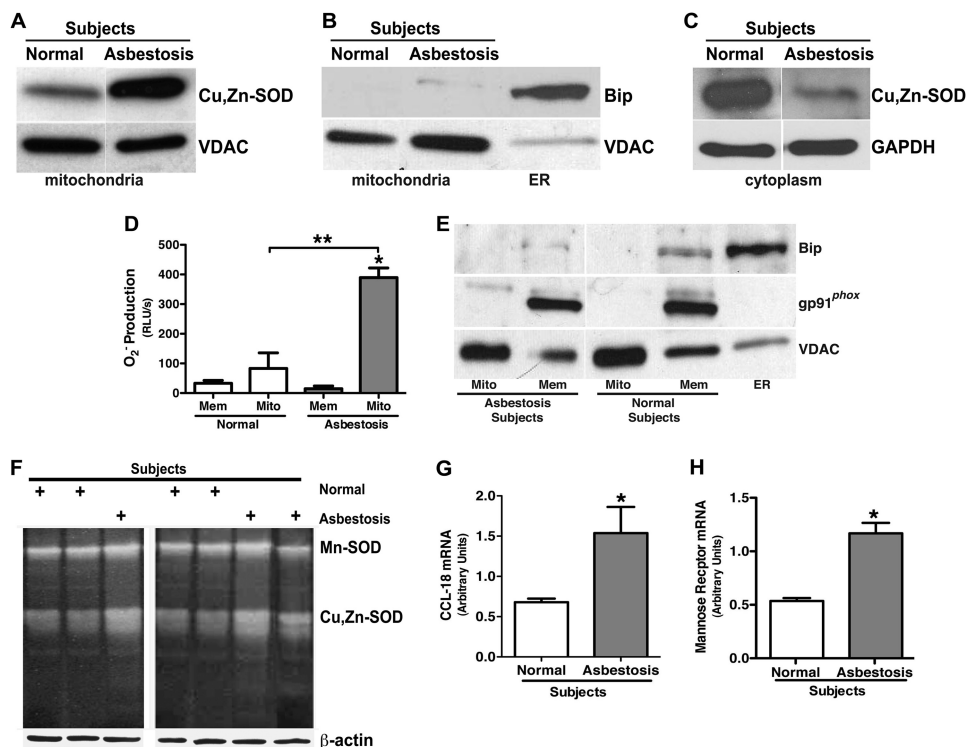 A
Subjects
Normal Asbestosis
Cu,Zn-SOD
VDAC
mitochondria
B
Subjects
Normal Asbestosis
Bip
VDAC
mitochondria ER
C
Subjects
Normal Asbestosis
Cu,Zn-SOD
GAPDH
cytoplasm
D
O2- Production
(RLU/s)
500
400
300
200
100
0
**
*
Mem Mito Mem Mito
Normal Asbestosis
E
Bip
gp91phox
VDAC
Mito Mem Mito Mem ER
Asbestosis Normal
Subjects Subjects
F
Subjects
+ + + + Normal
+ + + Asbestosis
Mn-SOD
Cu,Zn-SOD
β-actin
G
CCL-18 mRNA
(Arbitrary Units)
2.0
1.5
1.0
0.5
0.0
*
Normal Asbestosis
Subjects
H
Mannose Recptor mRNA
(Arbitrary Units)
1.5
1.0
0.5
0.0
*
Normal Asbestosis
Subjects